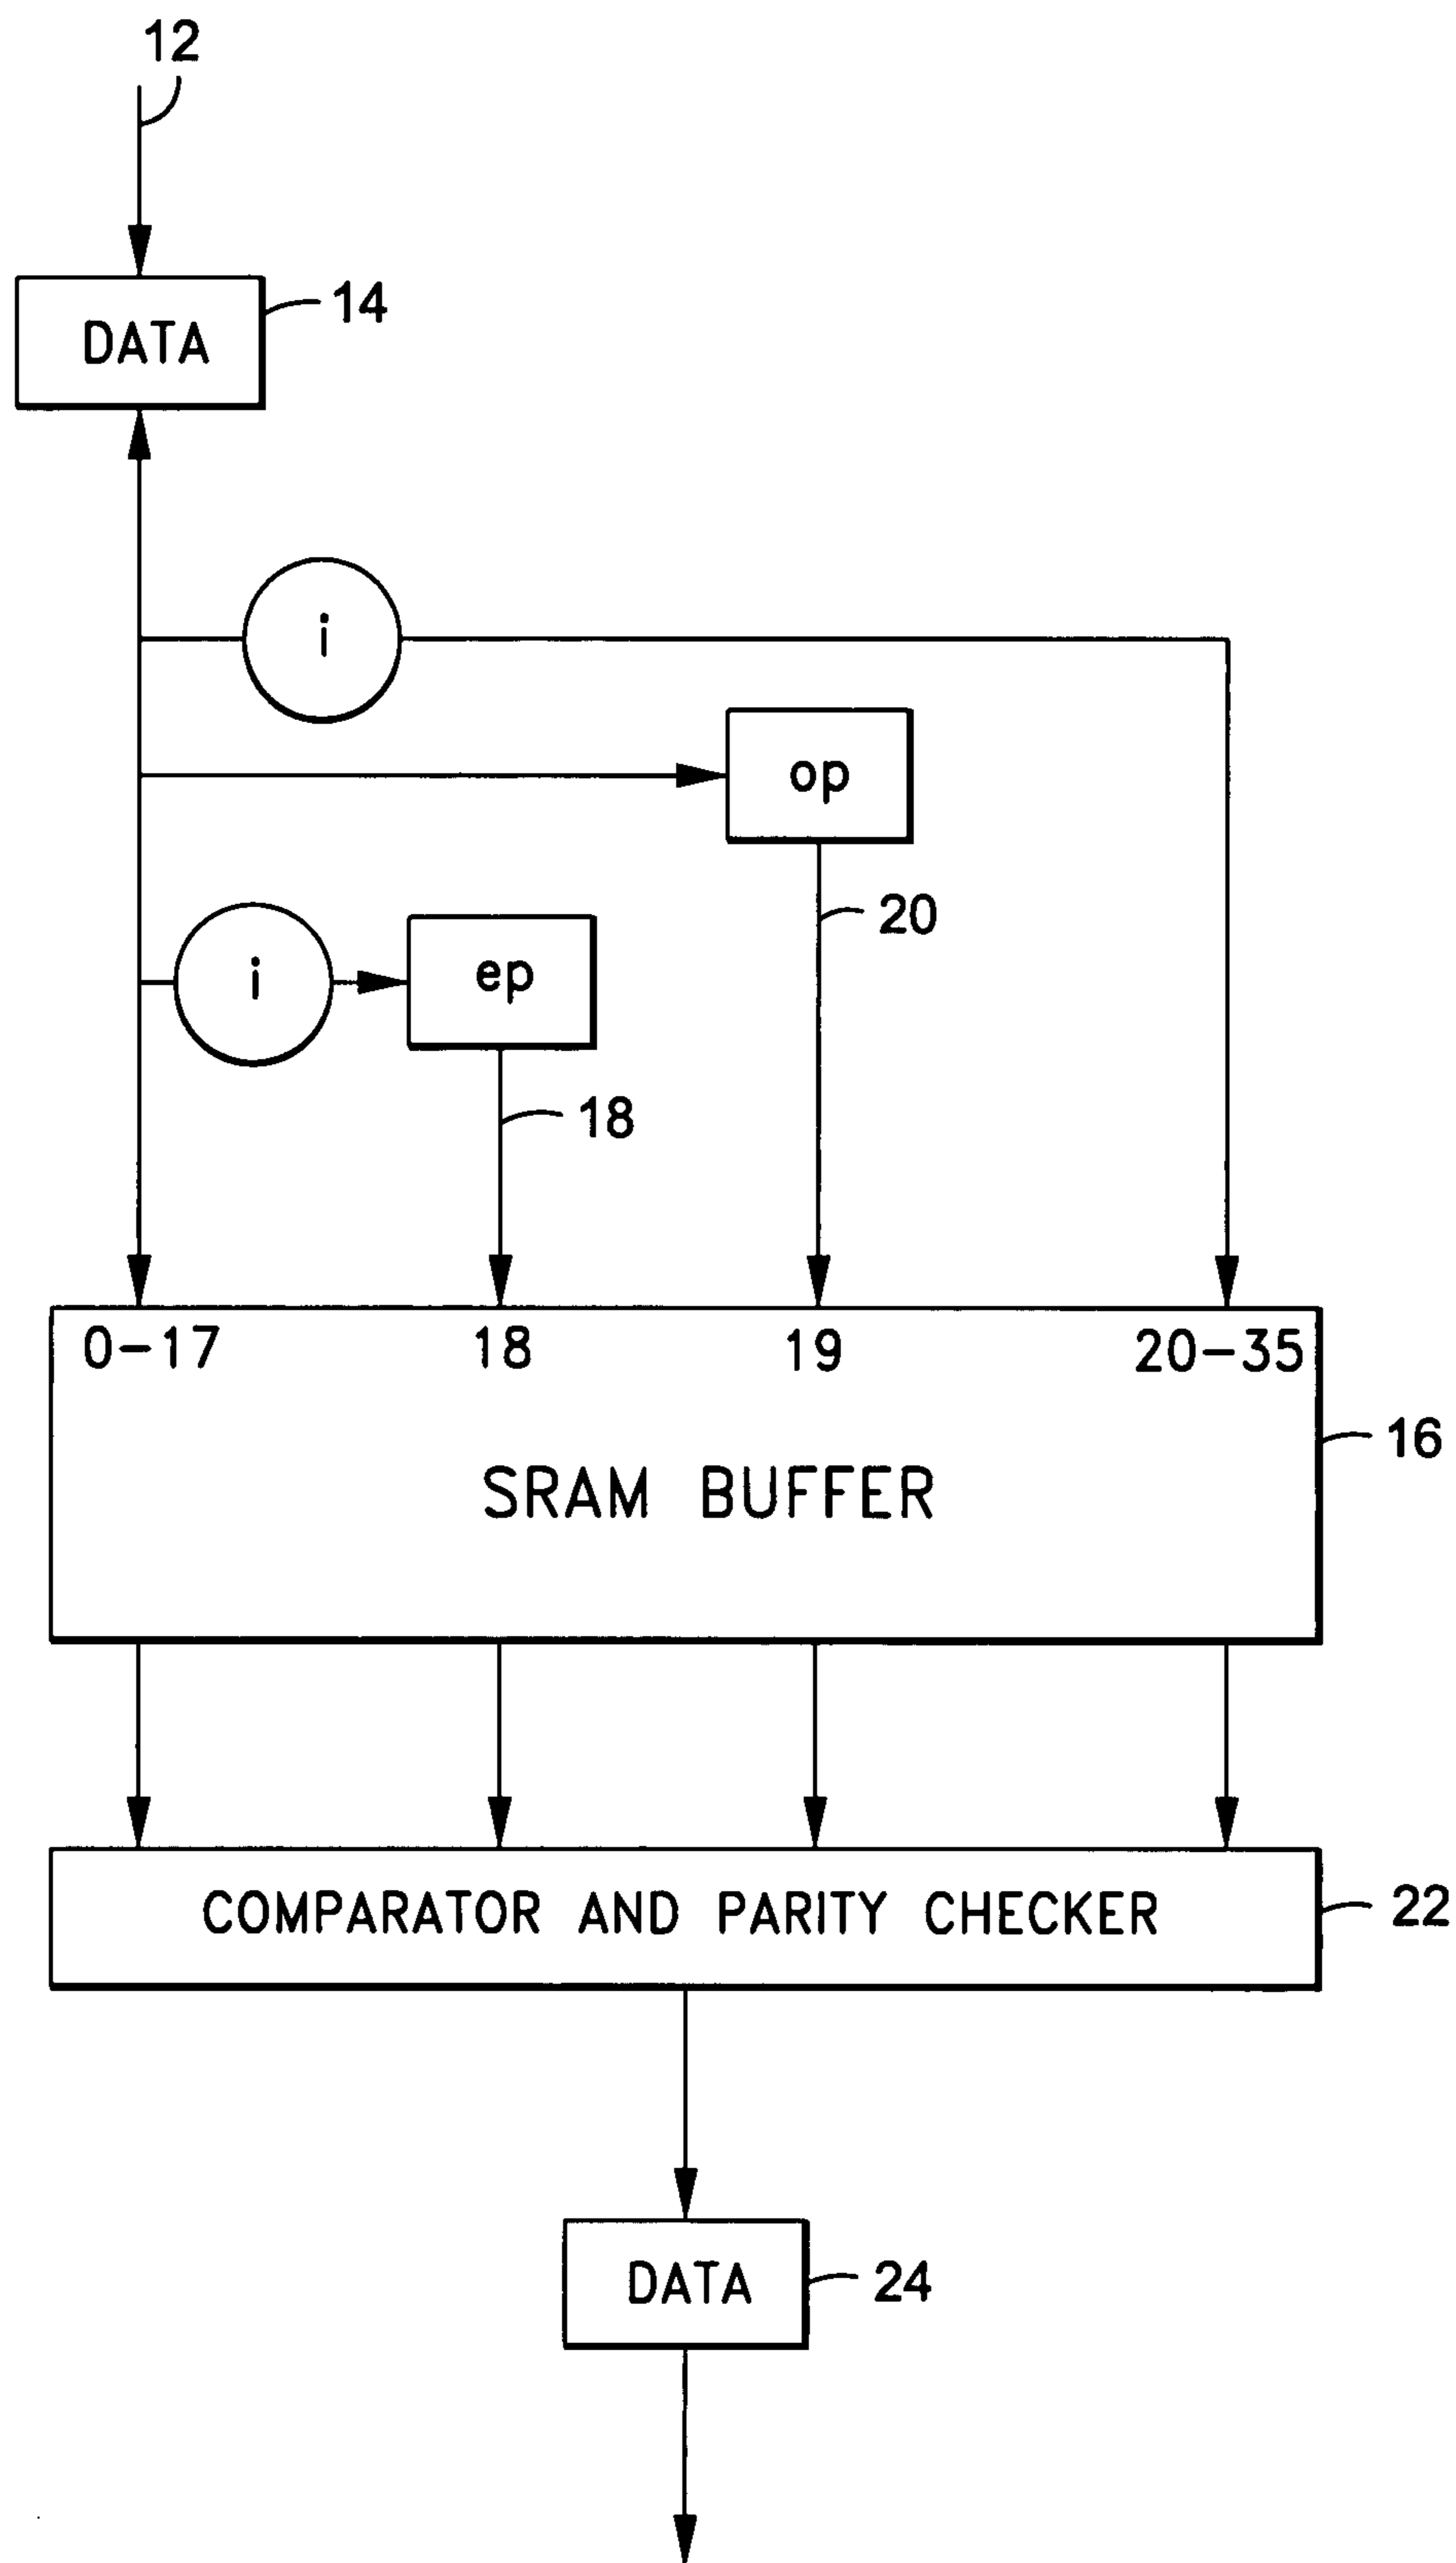 12
DATA
14
i
op
20
i
ep
18
0-17
18
19
20-35
SRAM BUFFER
16
COMPARATOR AND PARITY CHECKER
22
DATA
24